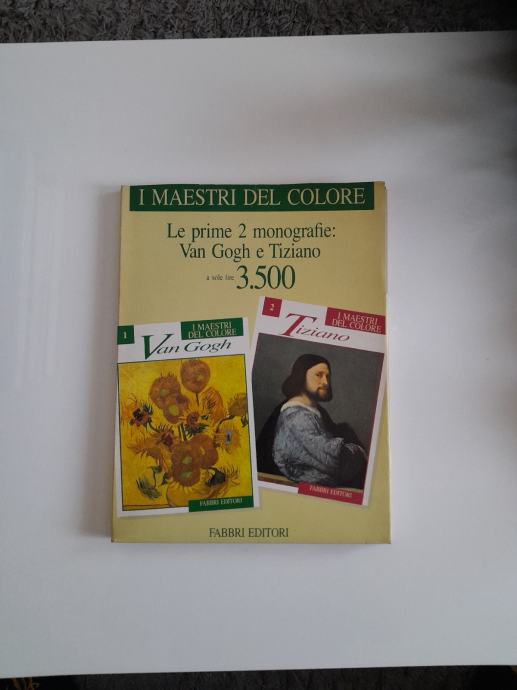 I MAESTRI DEL COLORE
Le prime 2 monografie:
Van Gogh e Tiziano
a sole lire 3.500
1
I MAESTRI
DEL COLORE
Van Gogh
FABBRI EDITORI
2
I MAESTRI
DEL COLORE
Tiziano
FABBRI EDITORI
FABBRI EDITORI